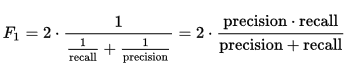 F₁ = 2 · 1 / (1/recall + 1/precision) = 2 · (precision · recall) / (precision + recall)